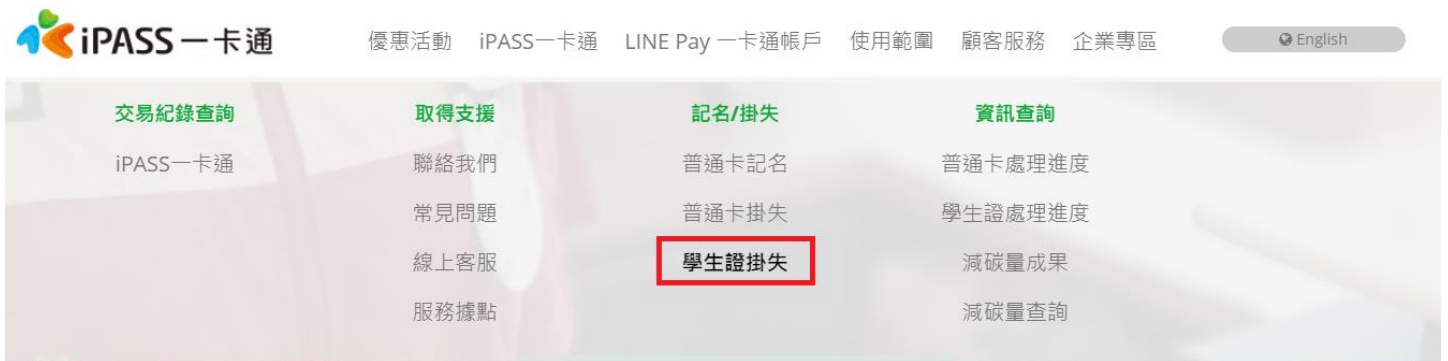 iPASS一卡通
優惠活動 iPASS一卡通 LINE Pay 一卡通帳戶 使用範圍 顧客服務 企業專區 English
交易紀錄查詢 取得支援 記名/掛失 資訊查詢
iPASS一卡通 聯絡我們 普通卡記名 普通卡處理進度
常見問題 普通卡掛失 學生證處理進度
線上客服 學生證掛失 減碳量成果
服務據點 減碳量查詢